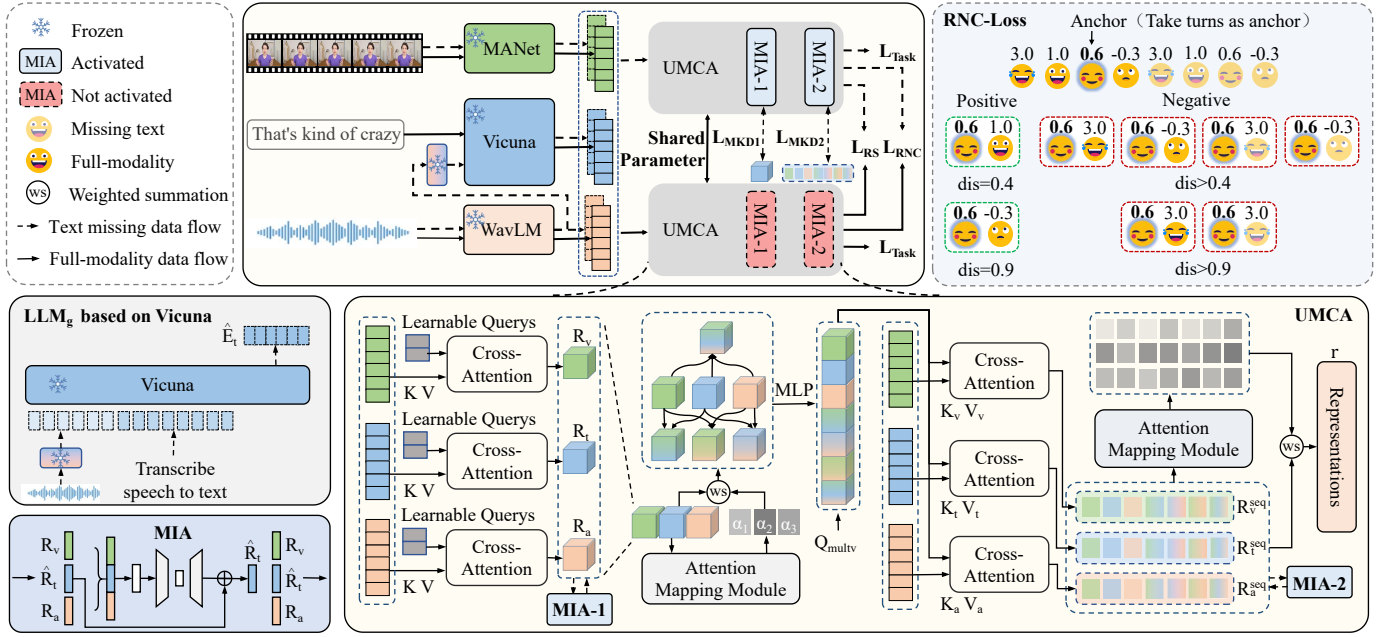 Frozen
MIA Activated
MIA Not activated
Missing text
Full-modality
ws Weighted summation
Text missing data flow
Full-modality data flow
MANet
That's kind of crazy
Vicuna
WavLM
UMCA
MIA-1
MIA-2
L_Task
Shared
Parameter
L_MKD1
L_MKD2
L_RS
L_RNC
UMCA
MIA-1
MIA-2
L_Task
RNC-Loss
Anchor（Take turns as anchor）
3.0 1.0 0.6 -0.3 3.0 1.0 0.6 -0.3
Positive
Negative
0.6 1.0
0.6 3.0
0.6 -0.3
0.6 3.0
0.6 -0.3
dis=0.4
dis>0.4
0.6 -0.3
0.6 3.0
0.6 3.0
dis=0.9
dis>0.9
LLM_g based on Vicuna
Ê_t
Vicuna
Transcribe
speech to text
MIA
R_v
R̂_t
R_a
R̂_t
R_v
R̂_t
R_a
UMCA
Learnable Querys
Cross-
Attention
K V
R_v
Learnable Querys
Cross-
Attention
K V
R_t
Learnable Querys
Cross-
Attention
K V
R_a
MIA-1
MLP
ws
α_1 α_2 α_3
Attention
Mapping Module
Q_multv
Cross-
Attention
K_v V_v
Cross-
Attention
K_t V_t
Cross-
Attention
K_a V_a
Attention
Mapping Module
R_v^seq
R_t^seq
R_a^seq
MIA-2
ws
r
Representations